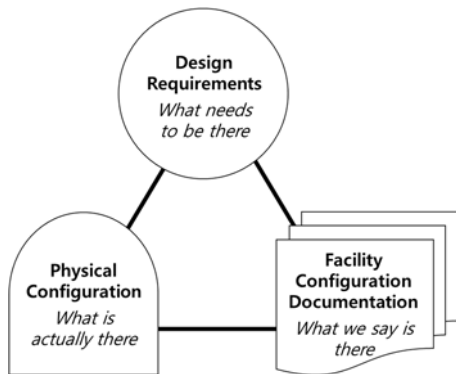 Design
Requirements
What needs
to be there
Physical
Configuration
What is
actually there
Facility
Configuration
Documentation
What we say is
there